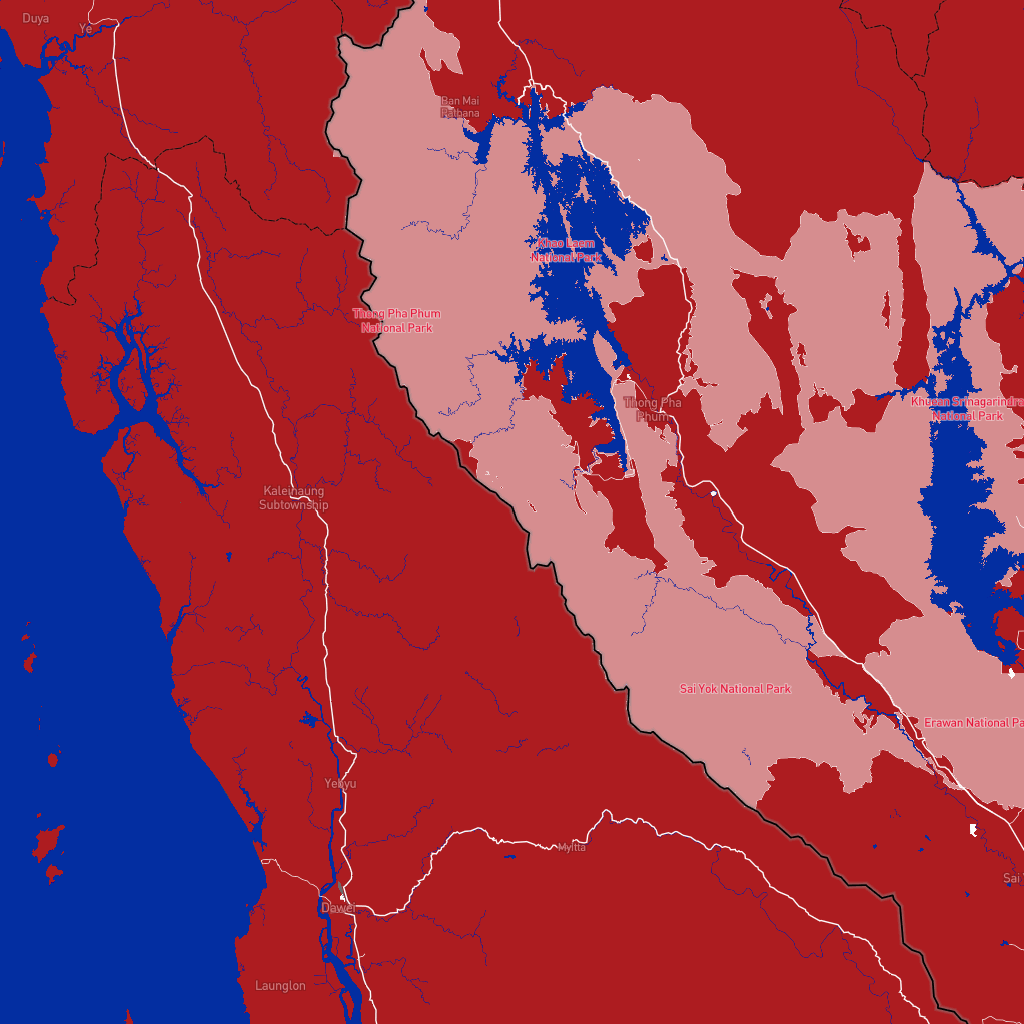 Duya
Ye
Ban Mai
Rathana
Khao Laem
National Park
Thong Pha Phum
National Park
Thong Pha
Phum
Khuean Srinagarindra
National Park
Kaleinaung
Subtownship
Sai Yok National Park
Erawan National Pa
Yebyu
Myitta
Sai
Dawei
Launglon